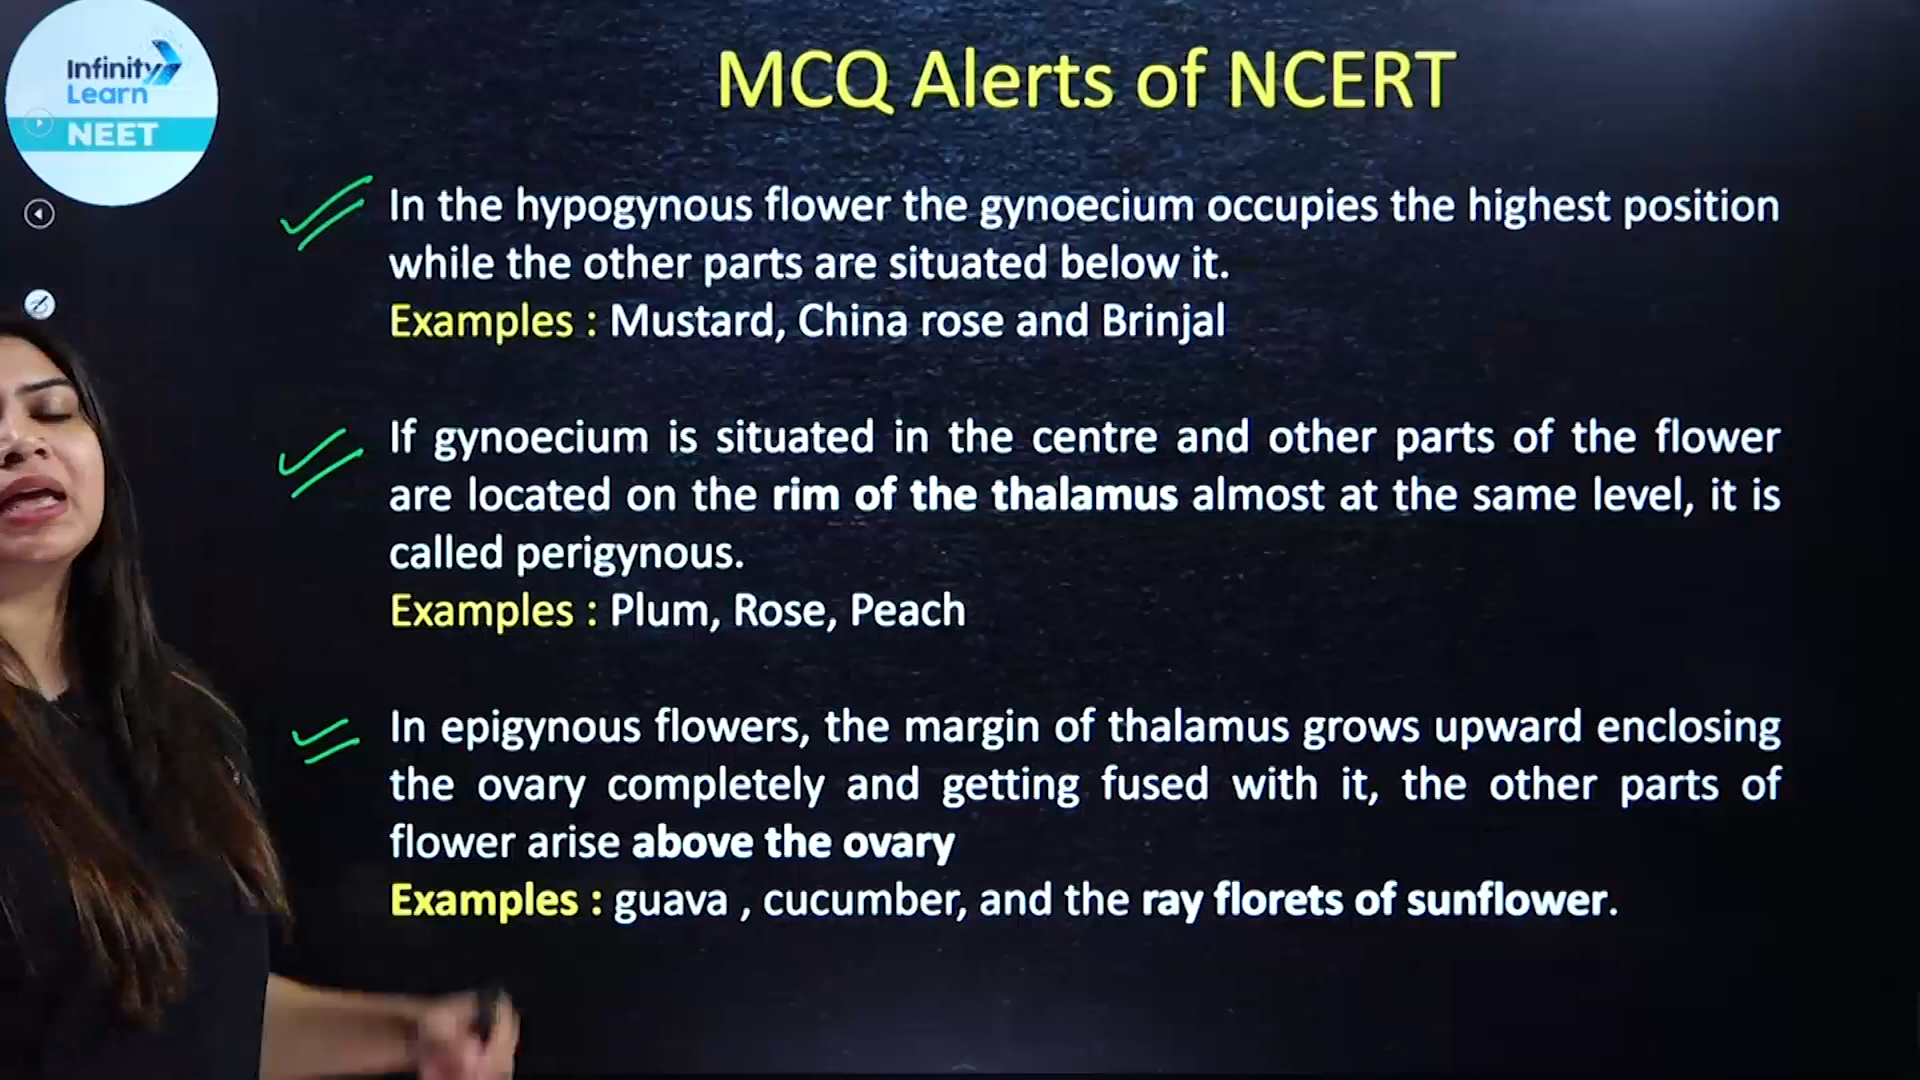 Infinity
Learn
NEET
MCQ Alerts of NCERT
In the hypogynous flower the gynoecium occupies the highest position
while the other parts are situated below it.
Examples : Mustard, China rose and Brinjal
If gynoecium is situated in the centre and other parts of the flower
are located on the rim of the thalamus almost at the same level, it is
called perigynous.
Examples : Plum, Rose, Peach
In epigynous flowers, the margin of thalamus grows upward enclosing
the ovary completely and getting fused with it, the other parts of
flower arise above the ovary
Examples : guava , cucumber, and the ray florets of sunflower.